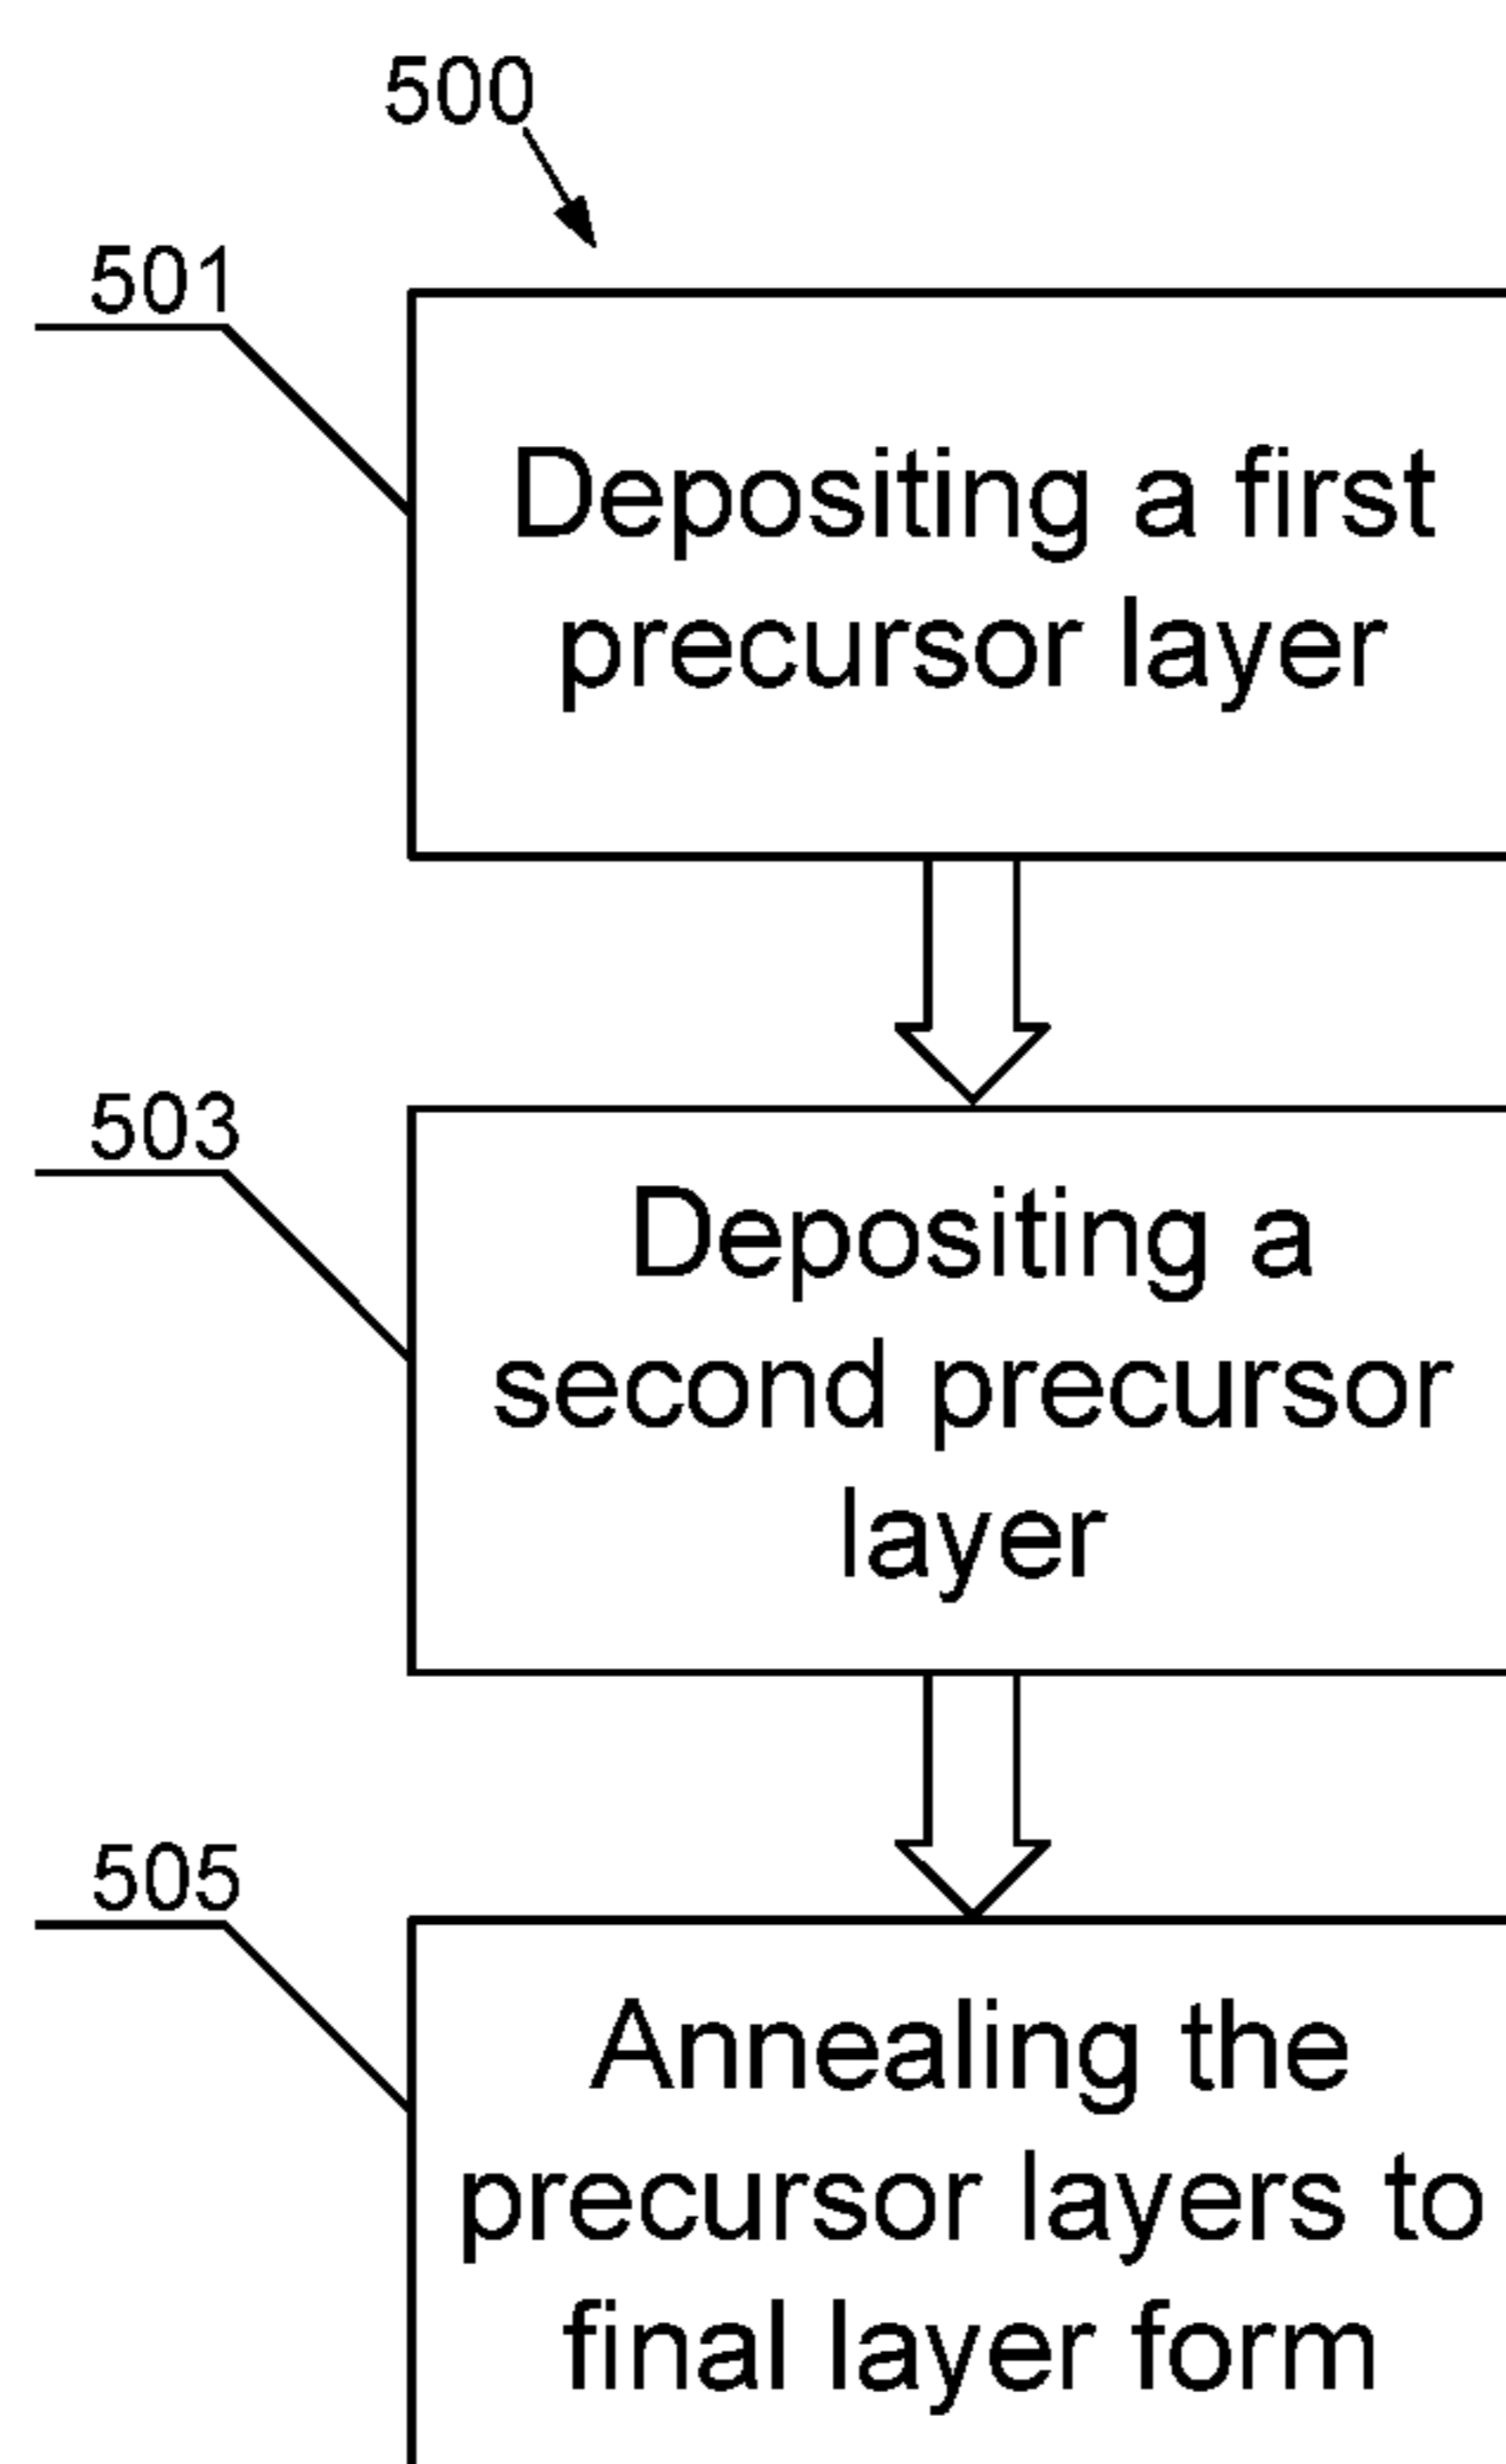 500
501
Depositing a first
precursor layer
503
Depositing a
second precursor
layer
505
Annealing the
precursor layers to
final layer form